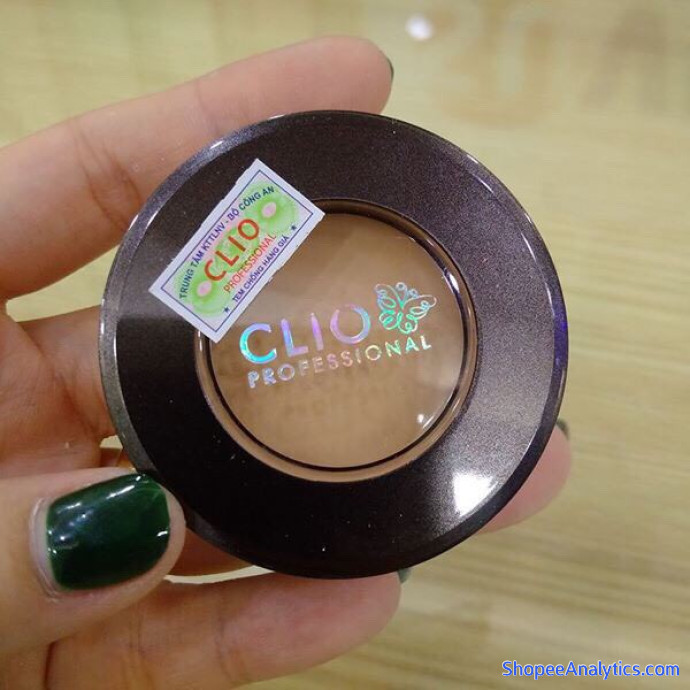 TRUNG TÂM KTTLNV - BỘ CÔNG AN
CLIO
PROFESSIONAL
★ TEM CHỐNG HÀNG GIẢ ★
CLIO
PROFESSIONAL
ShopeeAnalytics.com